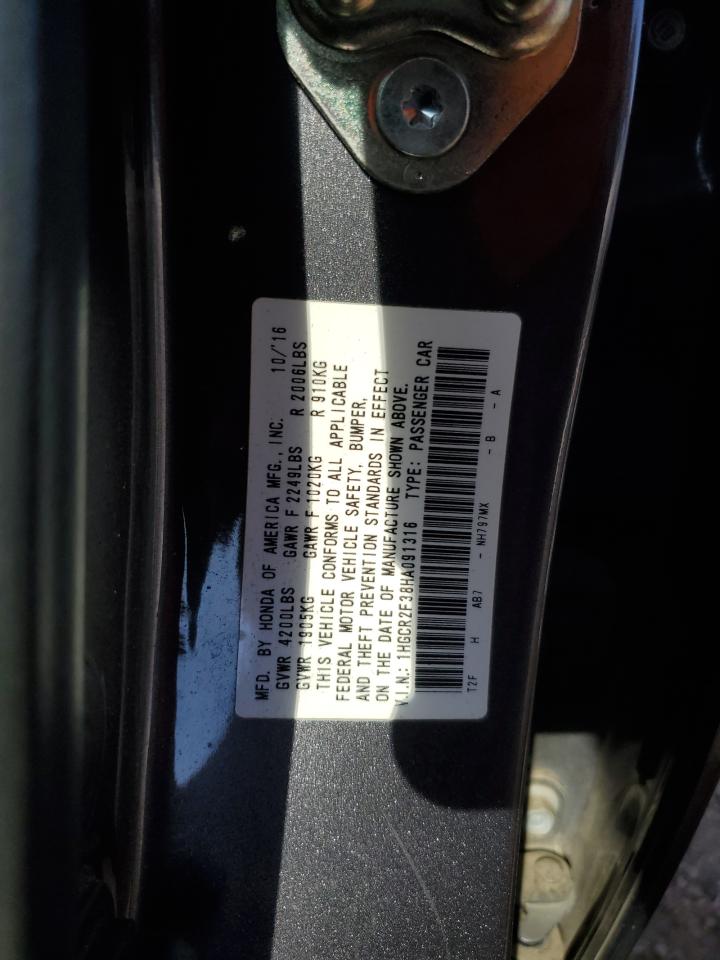 MFD. BY HONDA OF AMERICA MFG., INC. 10/'16
GVWR 4200LBS GAWR F 2249LBS R 2006LBS
GVWR 1905KG GAWR F 1020KG R 910KG
THIS VEHICLE CONFORMS TO ALL APPLICABLE
FEDERAL MOTOR VEHICLE SAFETY, BUMPER,
AND THEFT PREVENTION STANDARDS IN EFFECT
ON THE DATE OF MANUFACTURE SHOWN ABOVE.
V.I.N.: 1HGCR2F38HA091316 TYPE: PASSENGER CAR
T2F H AB7 - NH797MX - B - A